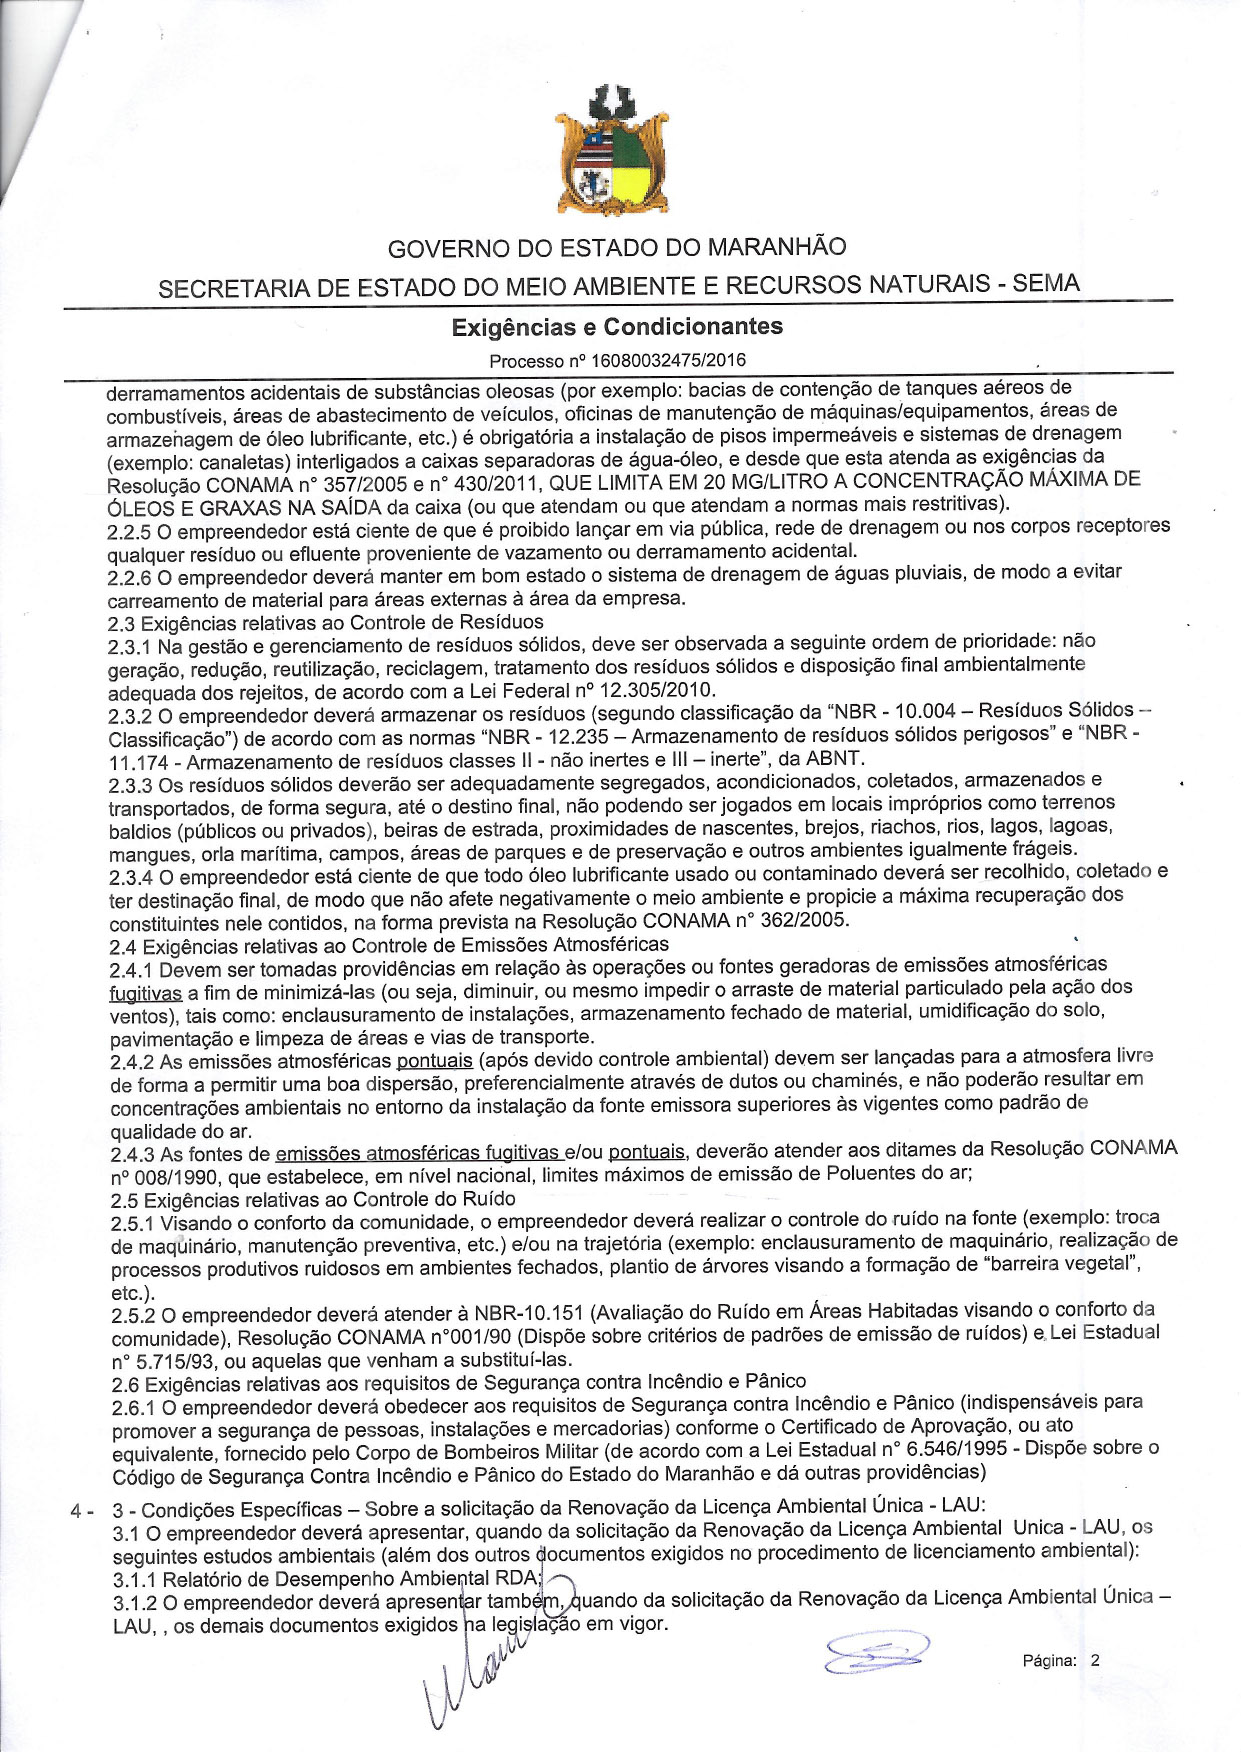 GOVERNO DO ESTADO DO MARANHÃO
SECRETARIA DE ESTADO DO MEIO AMBIENTE E RECURSOS NATURAIS - SEMA
Exigências e Condicionantes
Processo nº 16080032475/2016
derramamentos acidentais de substâncias oleosas (por exemplo: bacias de contenção de tanques aéreos de
combustíveis, áreas de abastecimento de veículos, oficinas de manutenção de máquinas/equipamentos, áreas de
armazenagem de óleo lubrificante, etc.) é obrigatória a instalação de pisos impermeáveis e sistemas de drenagem
(exemplo: canaletas) interligados a caixas separadoras de água-óleo, e desde que esta atenda as exigências da
Resolução CONAMA n° 357/2005 e n° 430/2011, QUE LIMITA EM 20 MG/LITRO A CONCENTRAÇÃO MÁXIMA DE
ÓLEOS E GRAXAS NA SAÍDA da caixa (ou que atendam ou que atendam a normas mais restritivas).
2.2.5 O empreendedor está ciente de que é proibido lançar em via pública, rede de drenagem ou nos corpos receptores
qualquer resíduo ou efluente proveniente de vazamento ou derramamento acidental.
2.2.6 O empreendedor deverá manter em bom estado o sistema de drenagem de águas pluviais, de modo a evitar
carreamento de material para áreas externas à área da empresa.
2.3 Exigências relativas ao Controle de Resíduos
2.3.1 Na gestão e gerenciamento de resíduos sólidos, deve ser observada a seguinte ordem de prioridade: não
geração, redução, reutilização, reciclagem, tratamento dos resíduos sólidos e disposição final ambientalmente
adequada dos rejeitos, de acordo com a Lei Federal nº 12.305/2010.
2.3.2 O empreendedor deverá armazenar os resíduos (segundo classificação da “NBR - 10.004 – Resíduos Sólidos –
Classificação”) de acordo com as normas “NBR - 12.235 – Armazenamento de resíduos sólidos perigosos” e “NBR -
11.174 - Armazenamento de resíduos classes II - não inertes e III – inerte”, da ABNT.
2.3.3 Os resíduos sólidos deverão ser adequadamente segregados, acondicionados, coletados, armazenados e
transportados, de forma segura, até o destino final, não podendo ser jogados em locais impróprios como terrenos
baldios (públicos ou privados), beiras de estrada, proximidades de nascentes, brejos, riachos, rios, lagos, lagoas,
mangues, orla marítima, campos, áreas de parques e de preservação e outros ambientes igualmente frágeis.
2.3.4 O empreendedor está ciente de que todo óleo lubrificante usado ou contaminado deverá ser recolhido, coletado e
ter destinação final, de modo que não afete negativamente o meio ambiente e propicie a máxima recuperação dos
constituintes nele contidos, na forma prevista na Resolução CONAMA n° 362/2005.
2.4 Exigências relativas ao Controle de Emissões Atmosféricas
2.4.1 Devem ser tomadas providências em relação às operações ou fontes geradoras de emissões atmosféricas
fugitivas a fim de minimizá-las (ou seja, diminuir, ou mesmo impedir o arraste de material particulado pela ação dos
ventos), tais como: enclausuramento de instalações, armazenamento fechado de material, umidificação do solo,
pavimentação e limpeza de áreas e vias de transporte.
2.4.2 As emissões atmosféricas pontuais (após devido controle ambiental) devem ser lançadas para a atmosfera livre
de forma a permitir uma boa dispersão, preferencialmente através de dutos ou chaminés, e não poderão resultar em
concentrações ambientais no entorno da instalação da fonte emissora superiores às vigentes como padrão de
qualidade do ar.
2.4.3 As fontes de emissões atmosféricas fugitivas e/ou pontuais, deverão atender aos ditames da Resolução CONAMA
nº 008/1990, que estabelece, em nível nacional, limites máximos de emissão de Poluentes do ar;
2.5 Exigências relativas ao Controle do Ruído
2.5.1 Visando o conforto da comunidade, o empreendedor deverá realizar o controle do ruído na fonte (exemplo: troca
de maquinário, manutenção preventiva, etc.) e/ou na trajetória (exemplo: enclausuramento de maquinário, realização de
processos produtivos ruidosos em ambientes fechados, plantio de árvores visando a formação de “barreira vegetal”,
etc.).
2.5.2 O empreendedor deverá atender à NBR-10.151 (Avaliação do Ruído em Áreas Habitadas visando o conforto da
comunidade), Resolução CONAMA n°001/90 (Dispõe sobre critérios de padrões de emissão de ruídos) e Lei Estadual
n° 5.715/93, ou aquelas que venham a substituí-las.
2.6 Exigências relativas aos requisitos de Segurança contra Incêndio e Pânico
2.6.1 O empreendedor deverá obedecer aos requisitos de Segurança contra Incêndio e Pânico (indispensáveis para
promover a segurança de pessoas, instalações e mercadorias) conforme o Certificado de Aprovação, ou ato
equivalente, fornecido pelo Corpo de Bombeiros Militar (de acordo com a Lei Estadual n° 6.546/1995 - Dispõe sobre o
Código de Segurança Contra Incêndio e Pânico do Estado do Maranhão e dá outras providências)
4 - 3 - Condições Específicas – Sobre a solicitação da Renovação da Licença Ambiental Única - LAU:
3.1 O empreendedor deverá apresentar, quando da solicitação da Renovação da Licença Ambiental Unica - LAU, os
seguintes estudos ambientais (além dos outros documentos exigidos no procedimento de licenciamento ambiental):
3.1.1 Relatório de Desempenho Ambiental RDA;
3.1.2 O empreendedor deverá apresentar também, quando da solicitação da Renovação da Licença Ambiental Única –
LAU, , os demais documentos exigidos na legislação em vigor.
Página: 2